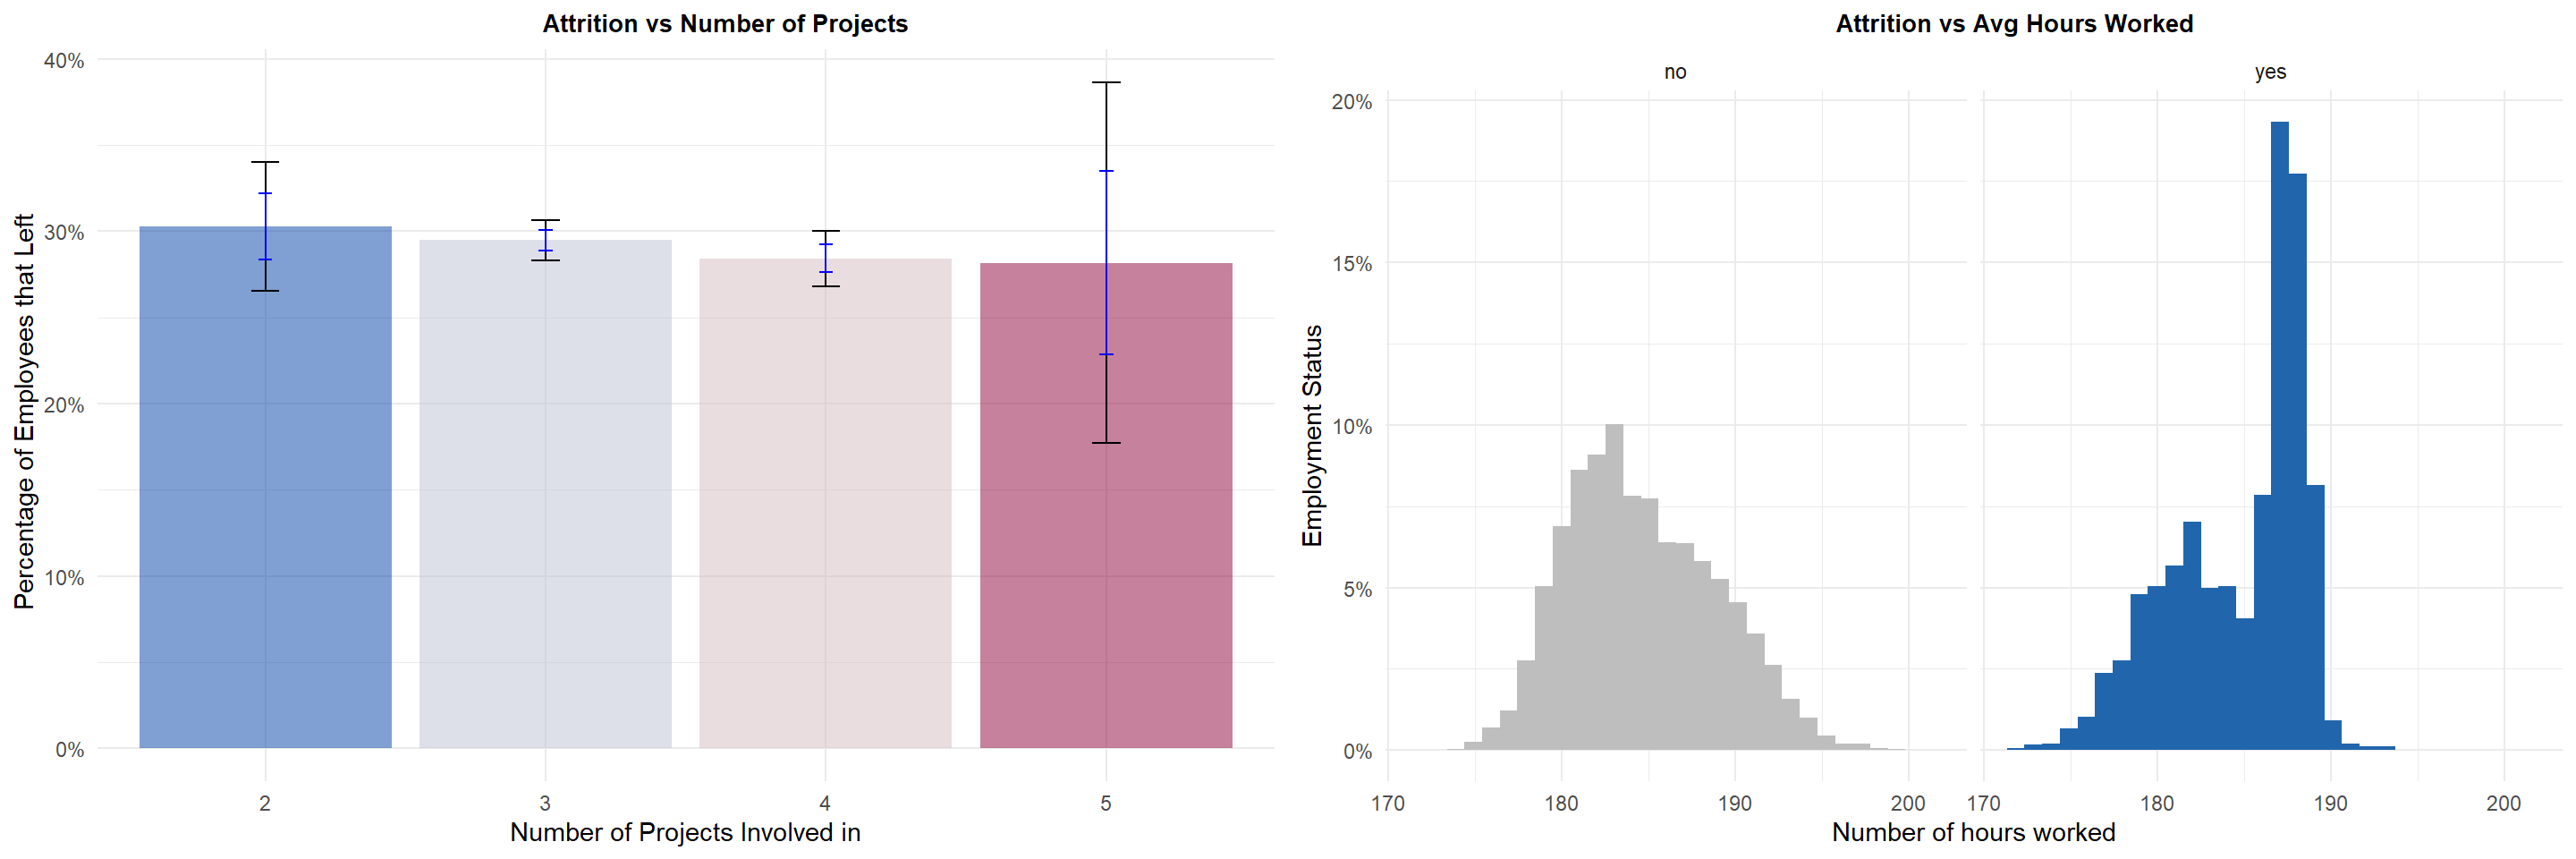 Attrition vs Number of Projects
Percentage of Employees that Left
40%
30%
20%
10%
0%
2 3 4 5
Number of Projects Involved in
Attrition vs Avg Hours Worked
no yes
Employment Status
20%
15%
10%
5%
0%
170 180 190 200 170 180 190 200
Number of hours worked